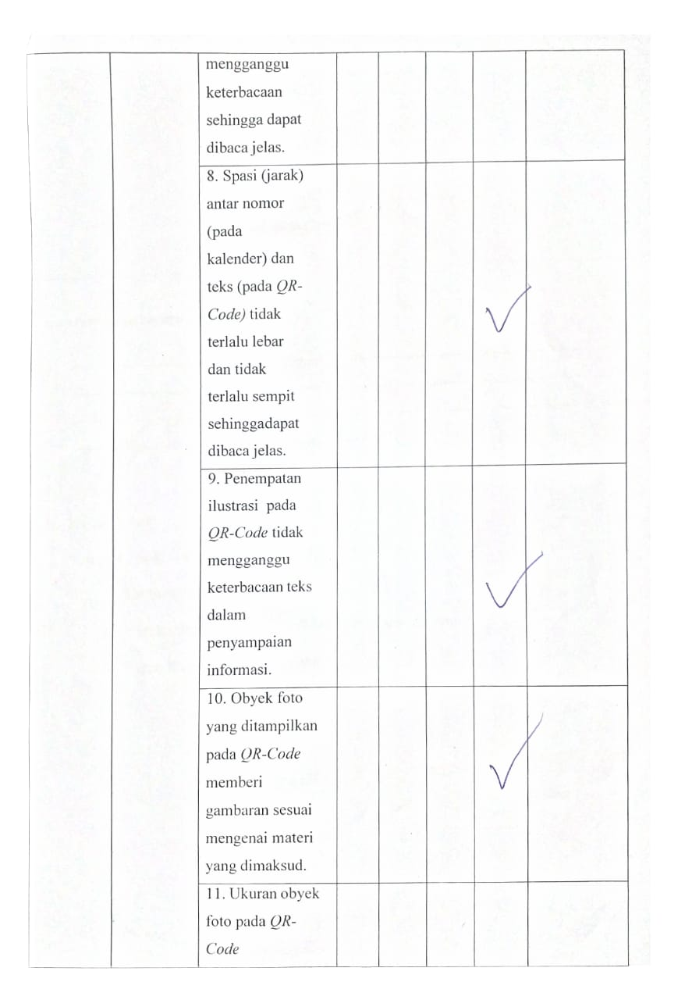 mengganggu
keterbacaan
sehingga dapat
dibaca jelas.
8. Spasi (jarak)
antar nomor
(pada
kalender) dan
teks (pada QR-
Code) tidak
terlalu lebar
dan tidak
terlalu sempit
sehinggadapat
dibaca jelas.
9. Penempatan
ilustrasi pada
QR-Code tidak
mengganggu
keterbacaan teks
dalam
penyampaian
informasi.
10. Obyek foto
yang ditampilkan
pada QR-Code
memberi
gambaran sesuai
mengenai materi
yang dimaksud.
11. Ukuran obyek
foto pada QR-
Code